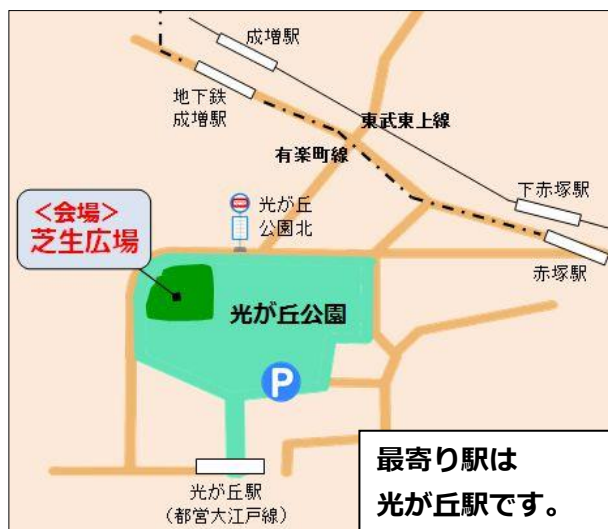 成増駅
地下鉄
成増駅
東武東上線
有楽町線
下赤塚駅
<会場>
芝生広場
光が丘
公園北
赤塚駅
光が丘公園
P
最寄り駅は
光が丘駅です。
光が丘駅
(都営大江戸線)